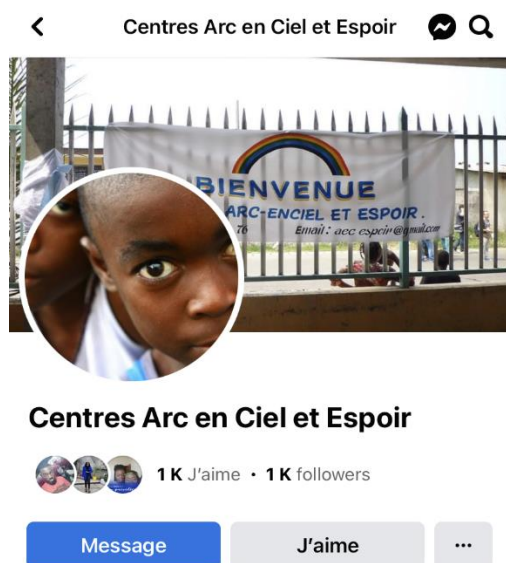 Centres Arc en Ciel et Espoir
BIENVENUE
ARC-ENCIEL ET ESPOIR.
76 Email: aec espoir@gmail.com
Centres Arc en Ciel et Espoir
1 K J'aime • 1 K followers
Message J'aime